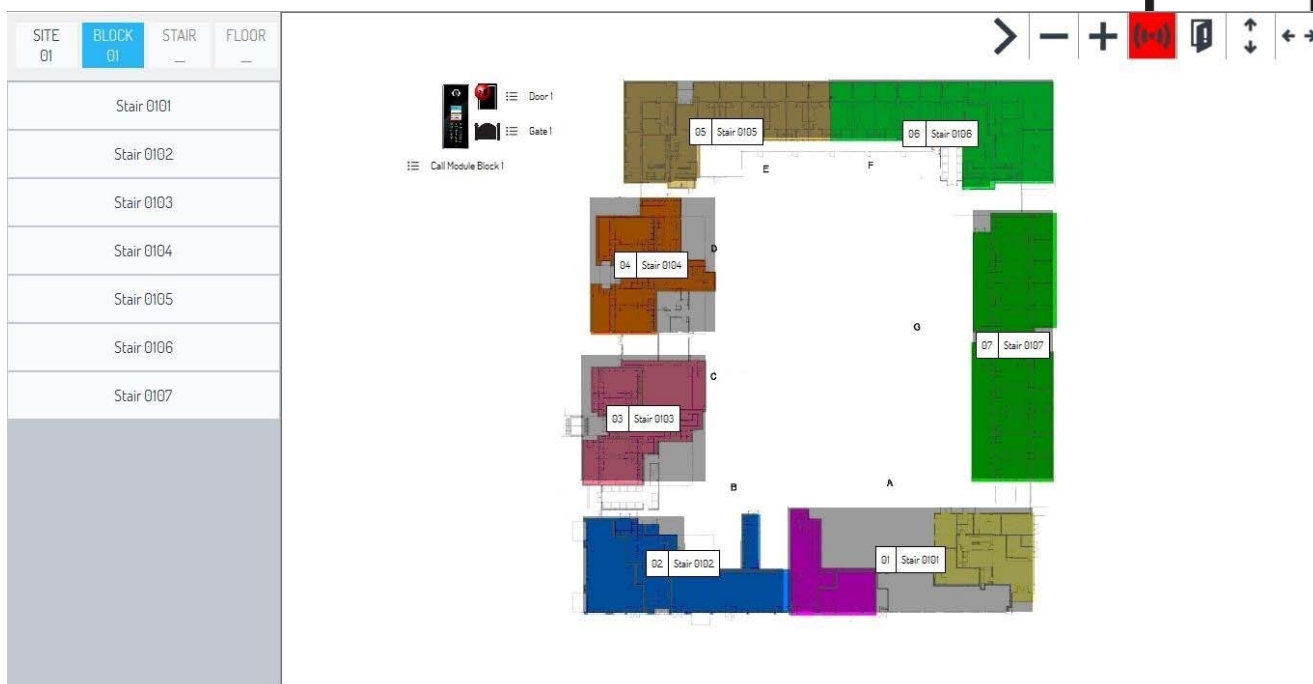 SITE BLOCK STAIR FLOOR
01 01 _ _
Stair 0101
Stair 0102
Stair 0103
Stair 0104
Stair 0105
Stair 0106
Stair 0107
Door 1
Gate 1
Call Module Block 1
05 Stair 0105
06 Stair 0106
E
F
D
04 Stair 0104
G
07 Stair 0107
C
03 Stair 0103
B
A
02 Stair 0102
01 Stair 0101